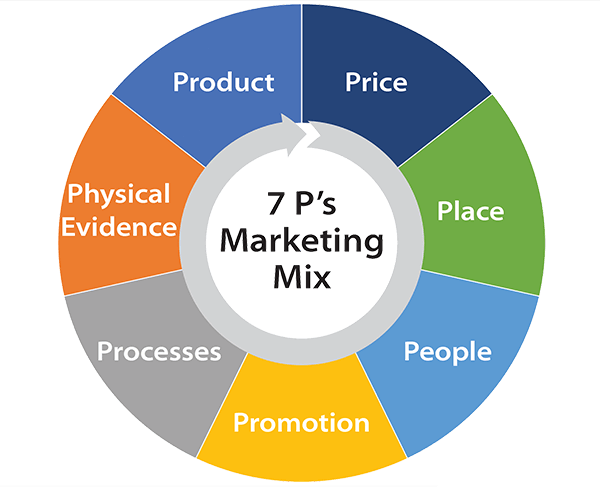 Product
Price
Physical
Evidence
7 P's
Marketing
Mix
Place
Processes
People
Promotion